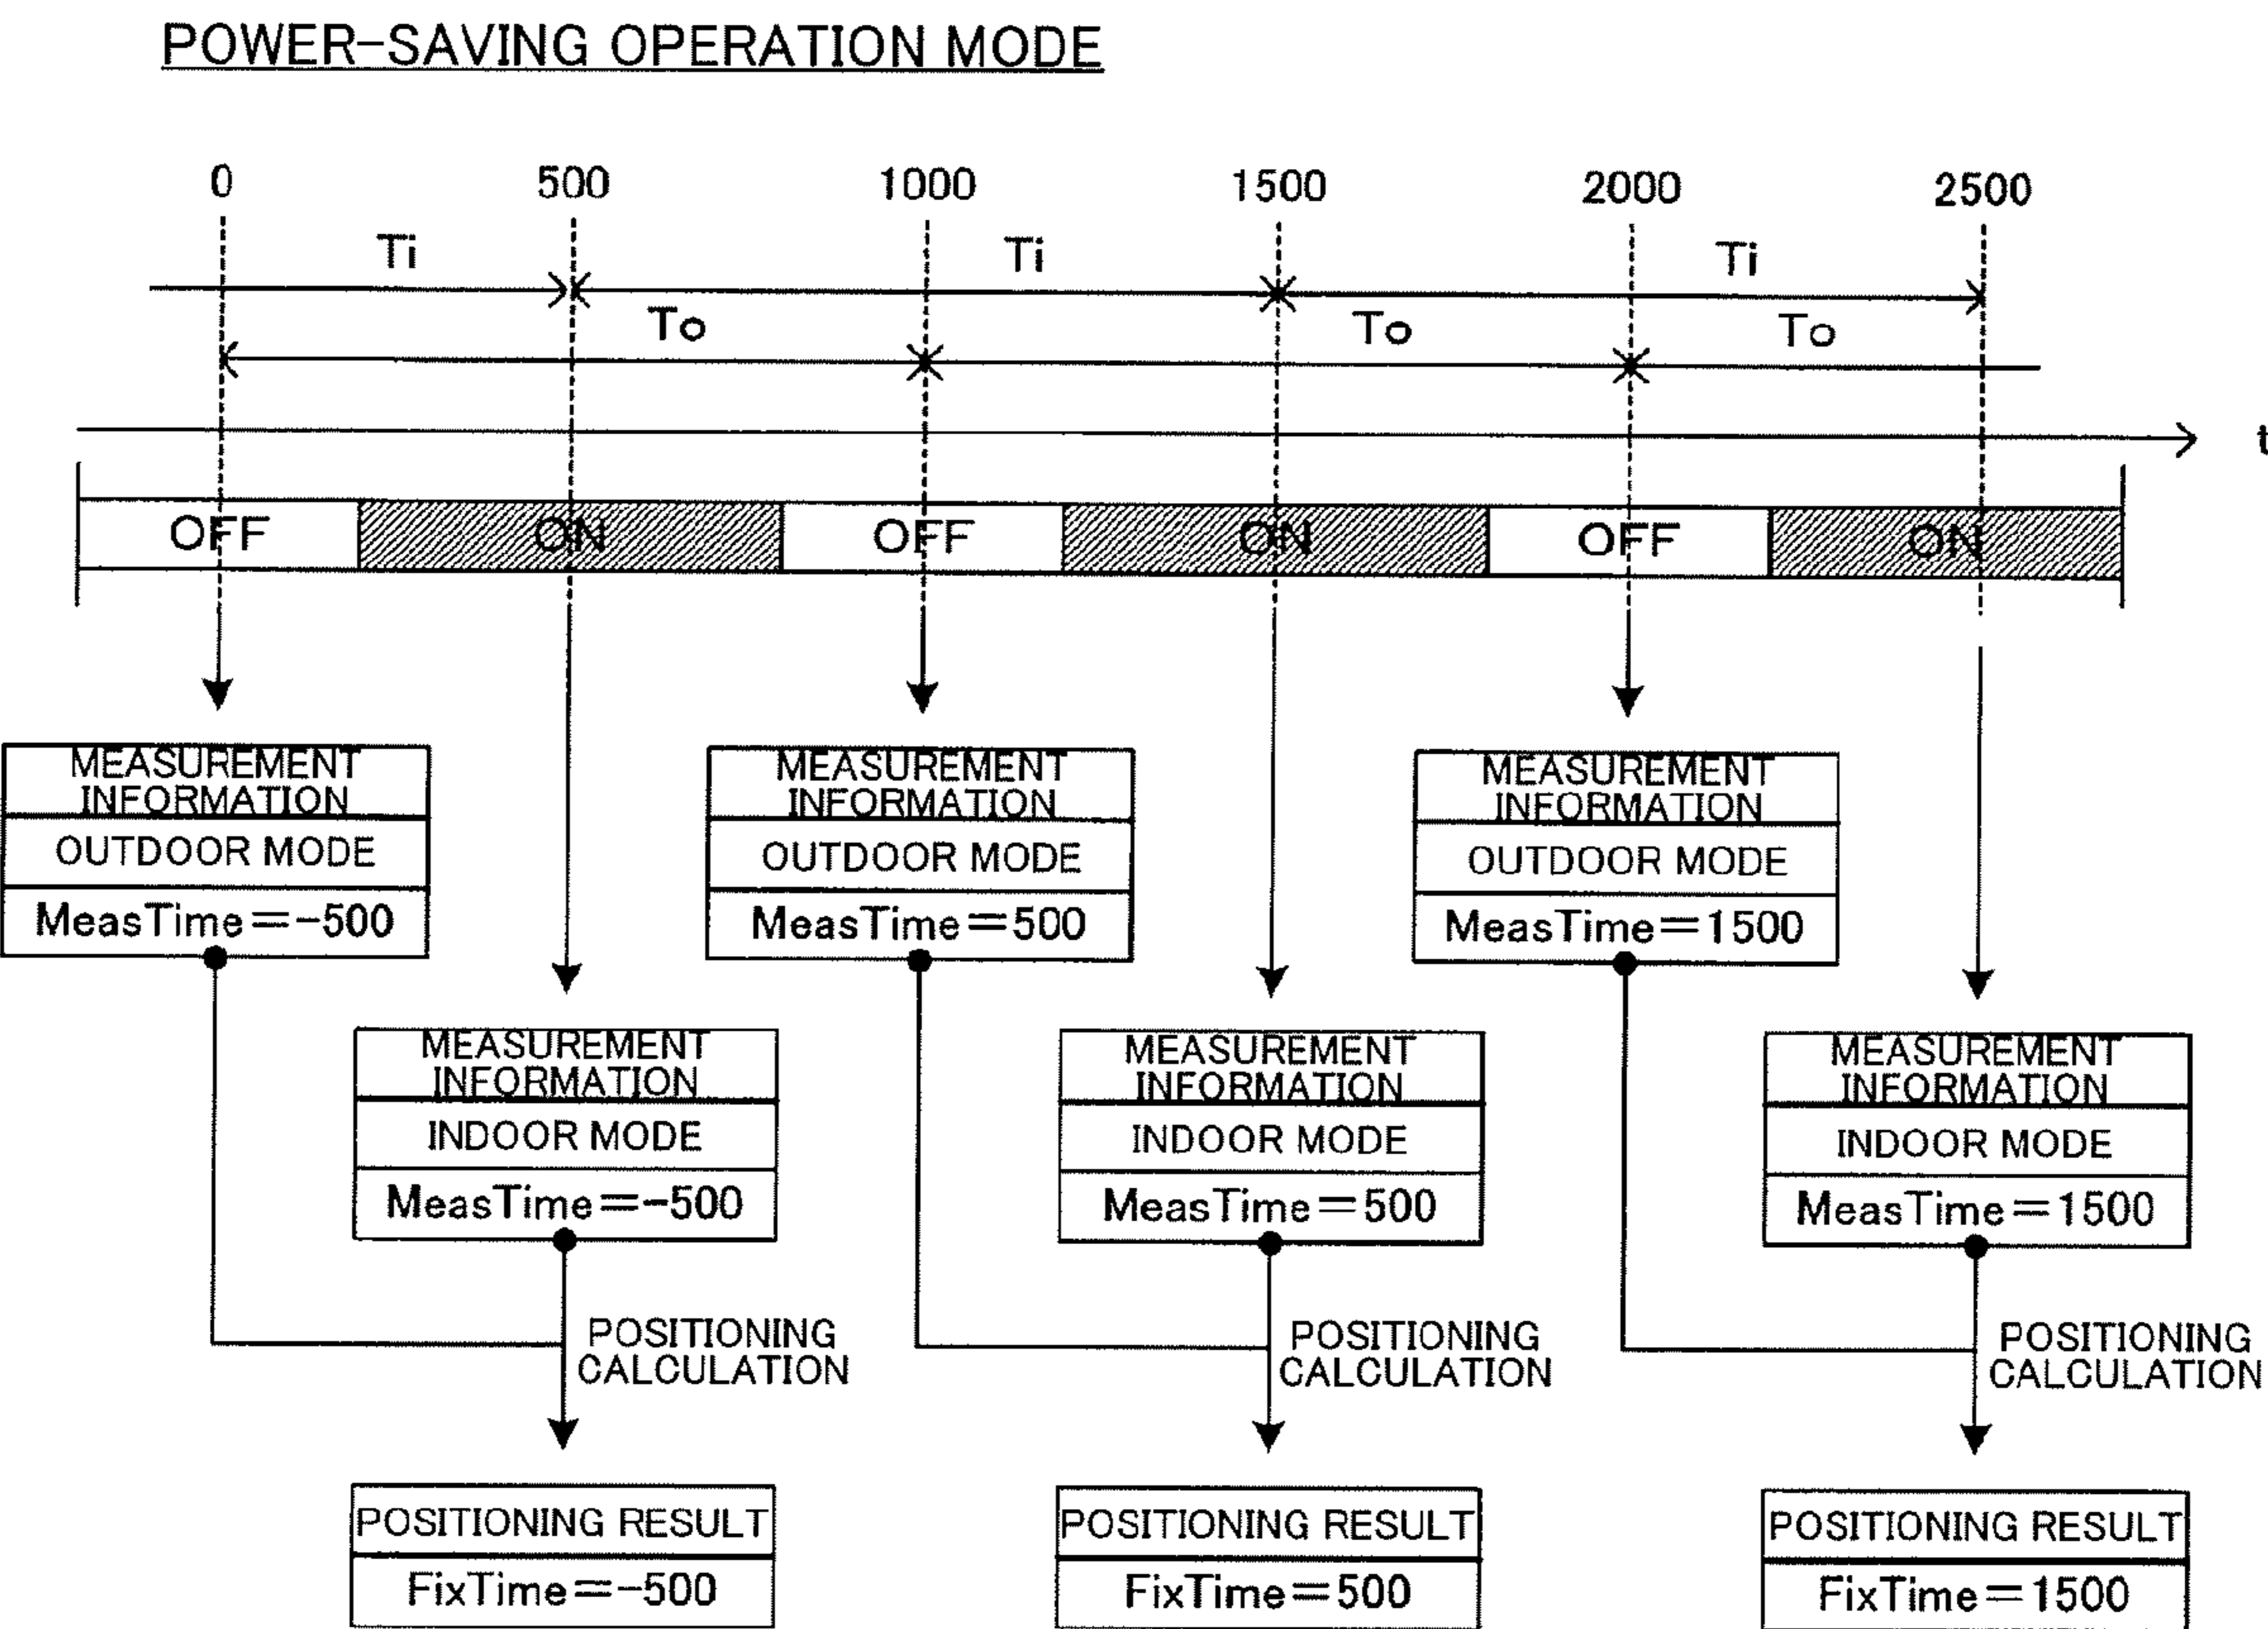 POWER-SAVING OPERATION MODE
0 500 1000 1500 2000 2500
Ti Ti Ti
To To To
t
OFF ON OFF ON OFF ON
MEASUREMENT
INFORMATION
OUTDOOR MODE
MeasTime=-500
MEASUREMENT
INFORMATION
OUTDOOR MODE
MeasTime=500
MEASUREMENT
INFORMATION
OUTDOOR MODE
MeasTime=1500
MEASUREMENT
INFORMATION
INDOOR MODE
MeasTime=-500
MEASUREMENT
INFORMATION
INDOOR MODE
MeasTime=500
MEASUREMENT
INFORMATION
INDOOR MODE
MeasTime=1500
POSITIONING
CALCULATION
POSITIONING
CALCULATION
POSITIONING
CALCULATION
POSITIONING RESULT
FixTime=-500
POSITIONING RESULT
FixTime=500
POSITIONING RESULT
FixTime=1500